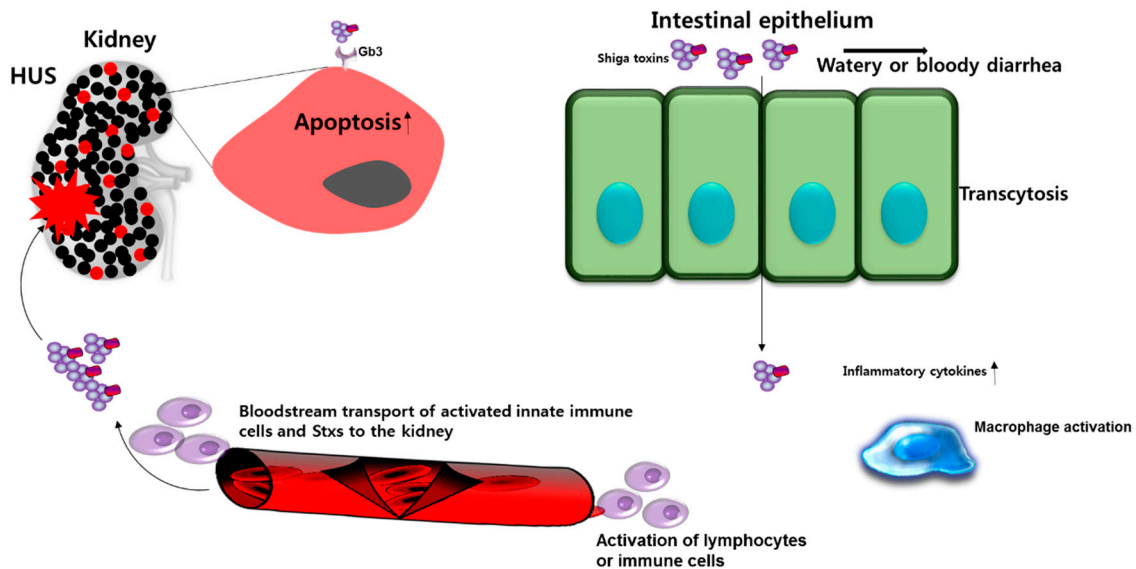 Kidney
HUS
Gb3
Apoptosis
Intestinal epithelium
Shiga toxins
Watery or bloody diarrhea
Transcytosis
Inflammatory cytokines
Macrophage activation
Bloodstream transport of activated innate immune
cells and Stxs to the kidney
Activation of lymphocytes
or immune cells